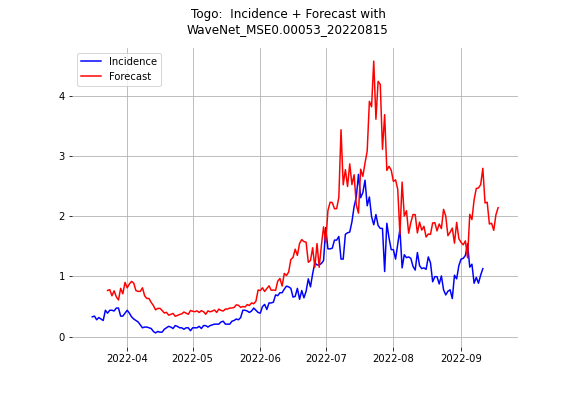 Togo:  Incidence + Forecast with
WaveNet_MSE0.00053_20220815
Incidence
Forecast
4
3
2
1
0
2022-04 2022-05 2022-06 2022-07 2022-08 2022-09